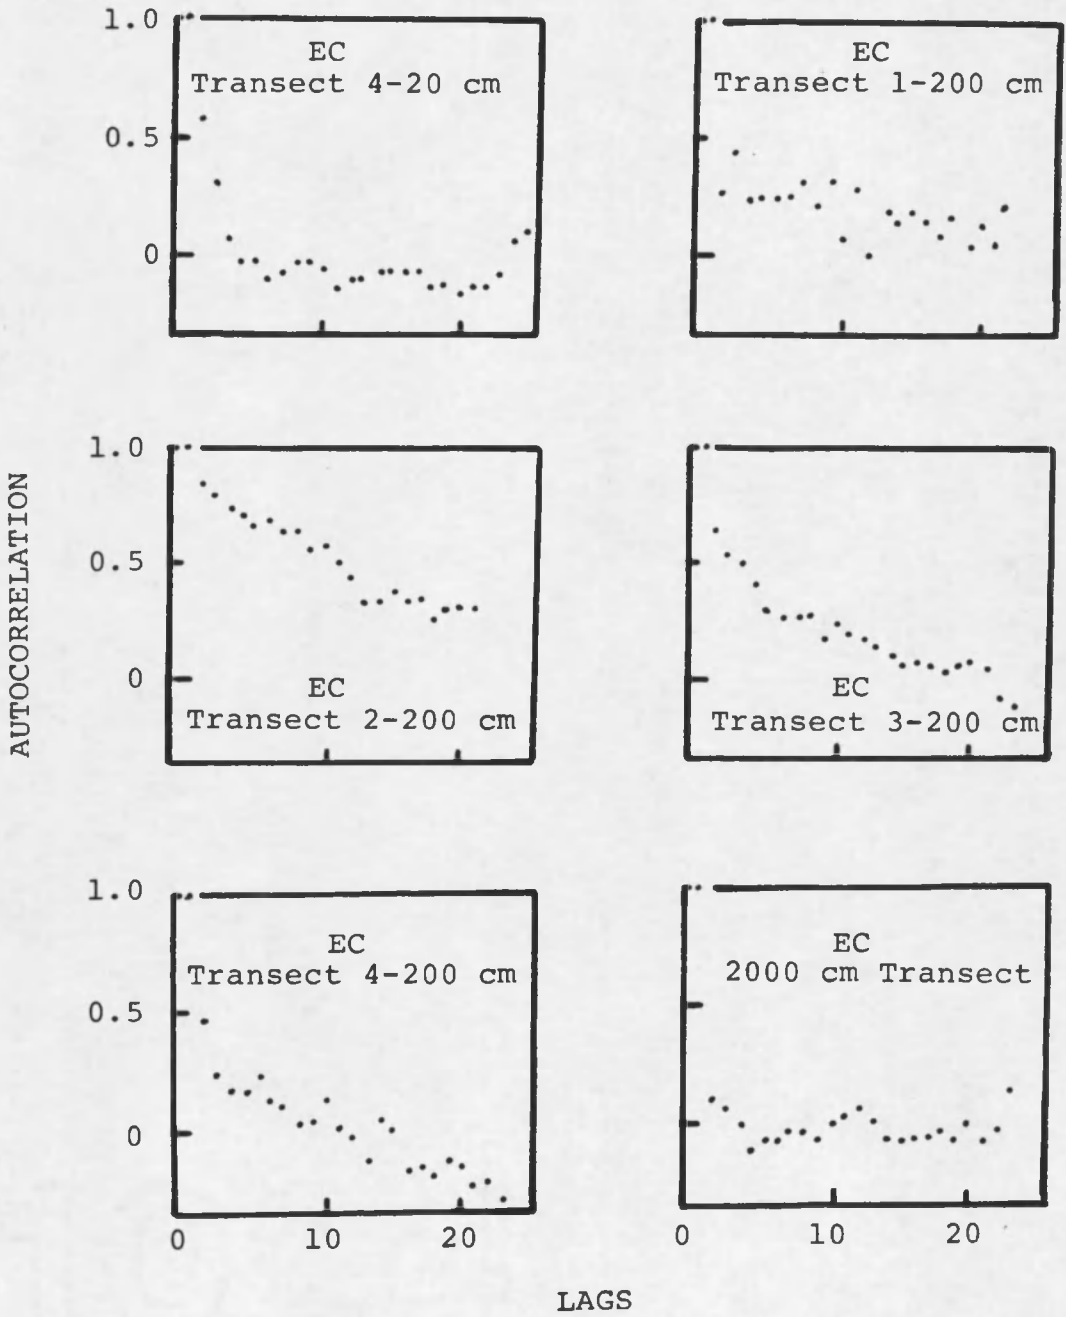 1.0
EC
Transect 4-20 cm
0.5
0
EC
Transect 1-200 cm
AUTOCORRELATION
1.0
0.5
0
EC
Transect 2-200 cm
EC
Transect 3-200 cm
1.0
EC
Transect 4-200 cm
0.5
0
0 10 20
EC
2000 cm Transect
0 10 20
LAGS